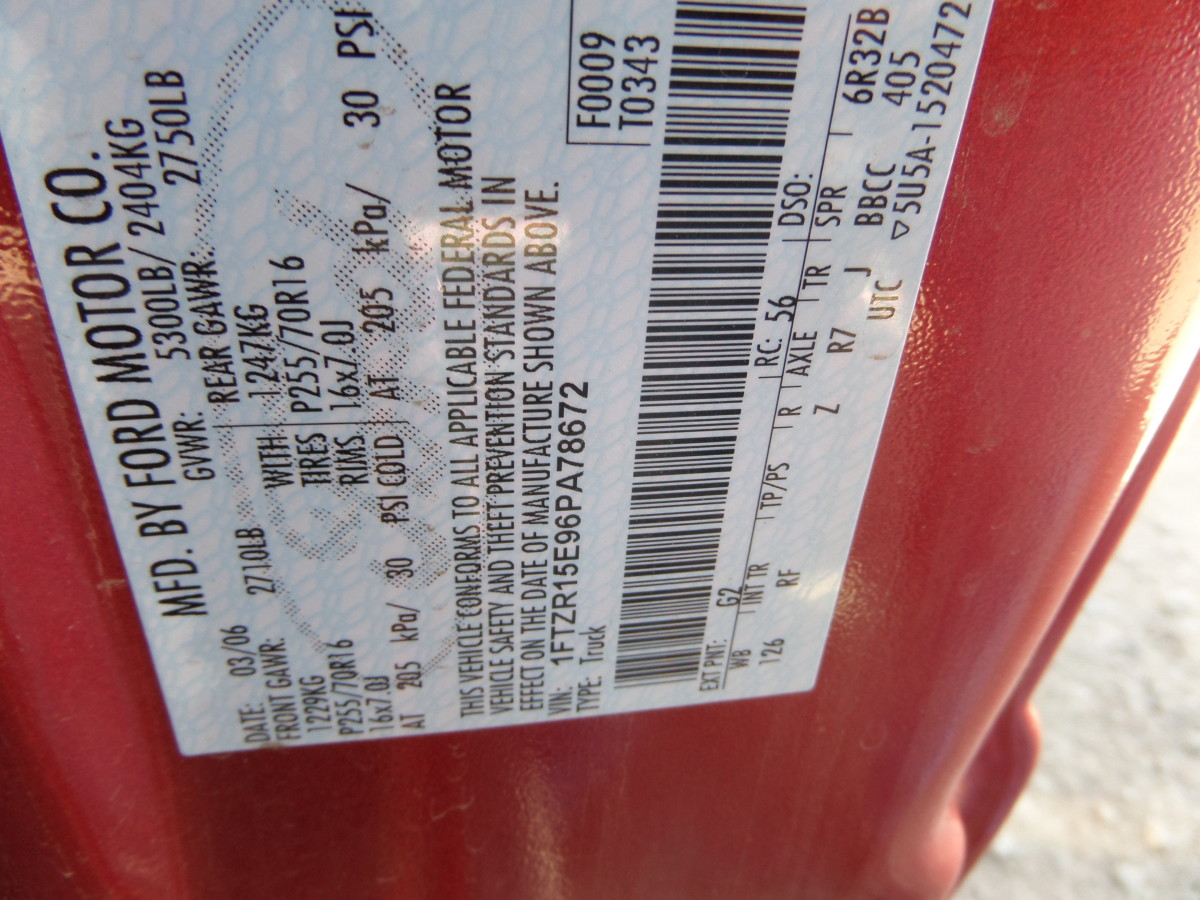 MFD. BY FORD MOTOR CO.
DATE: 03/06 GVWR: 5300LB/ 2404KG
FRONT GAWR: 2710LB REAR GAWR: 2750LB
1229KG WITH 1247KG
P255/70R16 TIRES P255/70R16
16x7.0J RIMS 16x7.0J
AT 205 kPa/ 30 PSI COLD AT 205 kPa/ 30 PSI
THIS VEHICLE CONFORMS TO ALL APPLICABLE FEDERAL MOTOR
VEHICLE SAFETY AND THEFT PREVENTION STANDARDS IN
EFFECT ON THE DATE OF MANUFACTURE SHOWN ABOVE.
VIN: 1FTZR15E96PA78672
TYPE: Truck
F0009
T0343
EXT PNT: G2 RC: 56 DSO:
WB INT TR TP/PS R AXLE TR SPR 6R32B
126 RF Z R7 J BBCC 405
UTC ▽5U5A-1520472